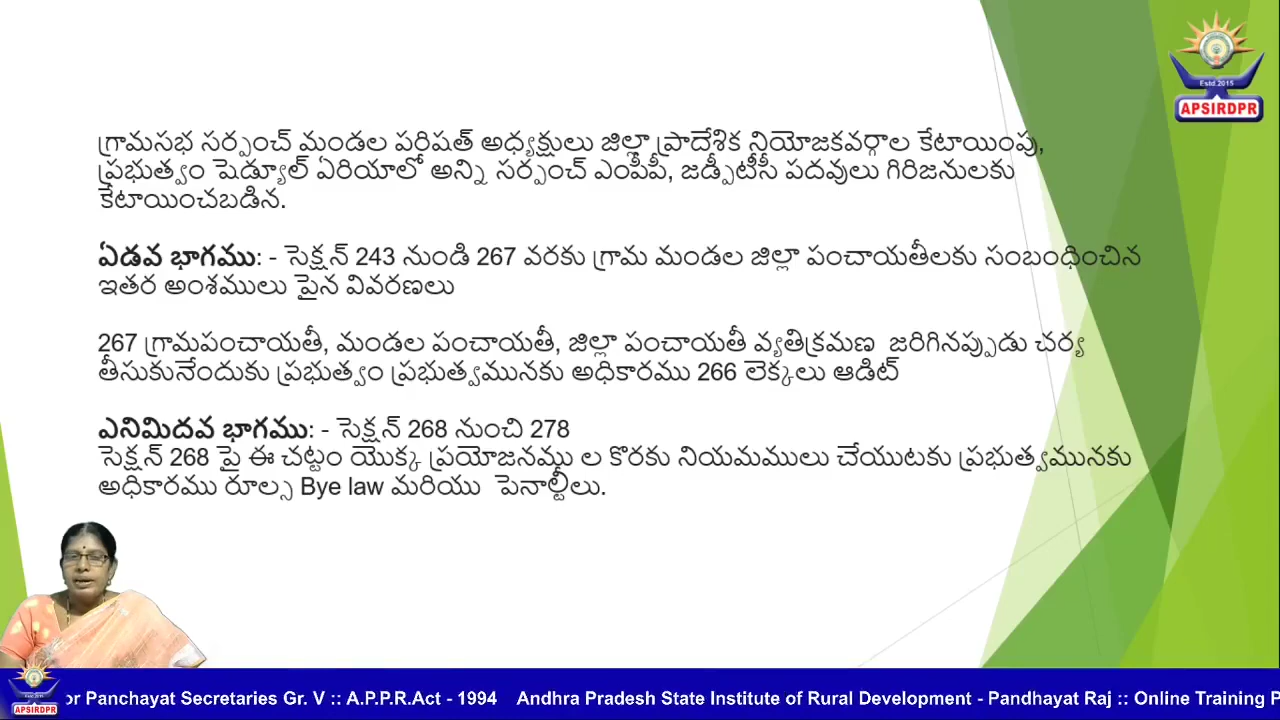 Estd.2015
APSIRDPR
గ్రామసభ సర్పంచ్ మండల పరిషత్ అధ్యక్షులు జిల్లా ప్రాదేశిక నియోజకవర్గాల కేటాయింపు,
ప్రభుత్వం షెడ్యూల్ ఏరియాలో అన్ని సర్పంచ్ ఎంపీపీ, జడ్పీటీసీ పదవులు గిరిజనులకు
కేటాయించబడిన.
ఏడవ భాగము: - సెక్షన్ 243 నుండి 267 వరకు గ్రామ మండల జిల్లా పంచాయతీలకు సంబంధించిన
ఇతర అంశములు పైన వివరణలు
267 గ్రామపంచాయతీ, మండల పంచాయతీ, జిల్లా పంచాయతీ వ్యతిక్రమణ జరిగినప్పుడు చర్య
తీసుకునేందుకు ప్రభుత్వం ప్రభుత్వమునకు అధికారము 266 లెక్కలు ఆడిట్
ఎనిమిదవ భాగము: - సెక్షన్ 268 నుంచి 278
సెక్షన్ 268 పై ఈ చట్టం యొక్క ప్రయోజనము ల కొరకు నియమములు చేయుటకు ప్రభుత్వమునకు
అధికారము రూల్స Bye law మరియు పెనాల్టీలు.
or Panchayat Secretaries Gr. V :: A.P.P.R.Act - 1994 Andhra Pradesh State Institute of Rural Development - Pandhayat Raj :: Online Training P
APSIRDPR